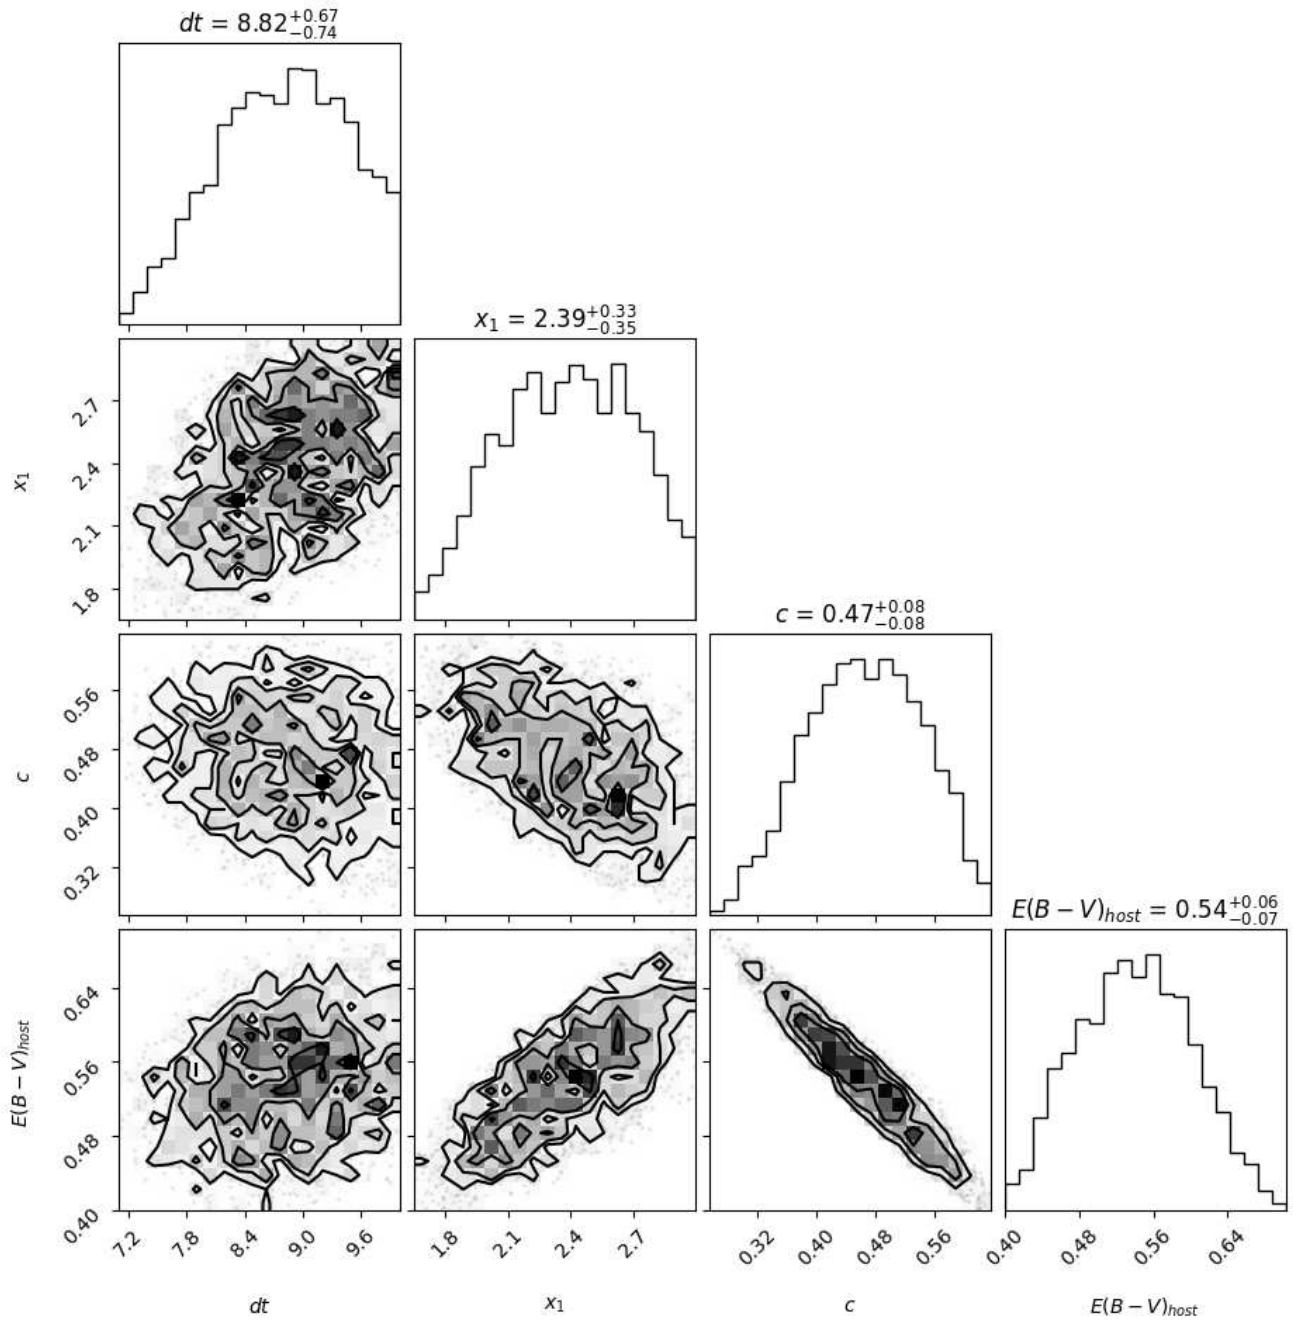 dt = 8.82 +0.67 −0.74
x1 = 2.39 +0.33 −0.35
2.7
2.4
2.1
1.8
x1
c = 0.47 +0.08 −0.08
0.56
0.48
0.40
0.32
c
E(B − V)host = 0.54 +0.06 −0.07
0.64
0.56
0.48
0.40
E(B − V)host
7.2 7.8 8.4 9.0 9.6
1.8 2.1 2.4 2.7
0.32 0.40 0.48 0.56
0.40 0.48 0.56 0.64
dt x1 c E(B − V)host